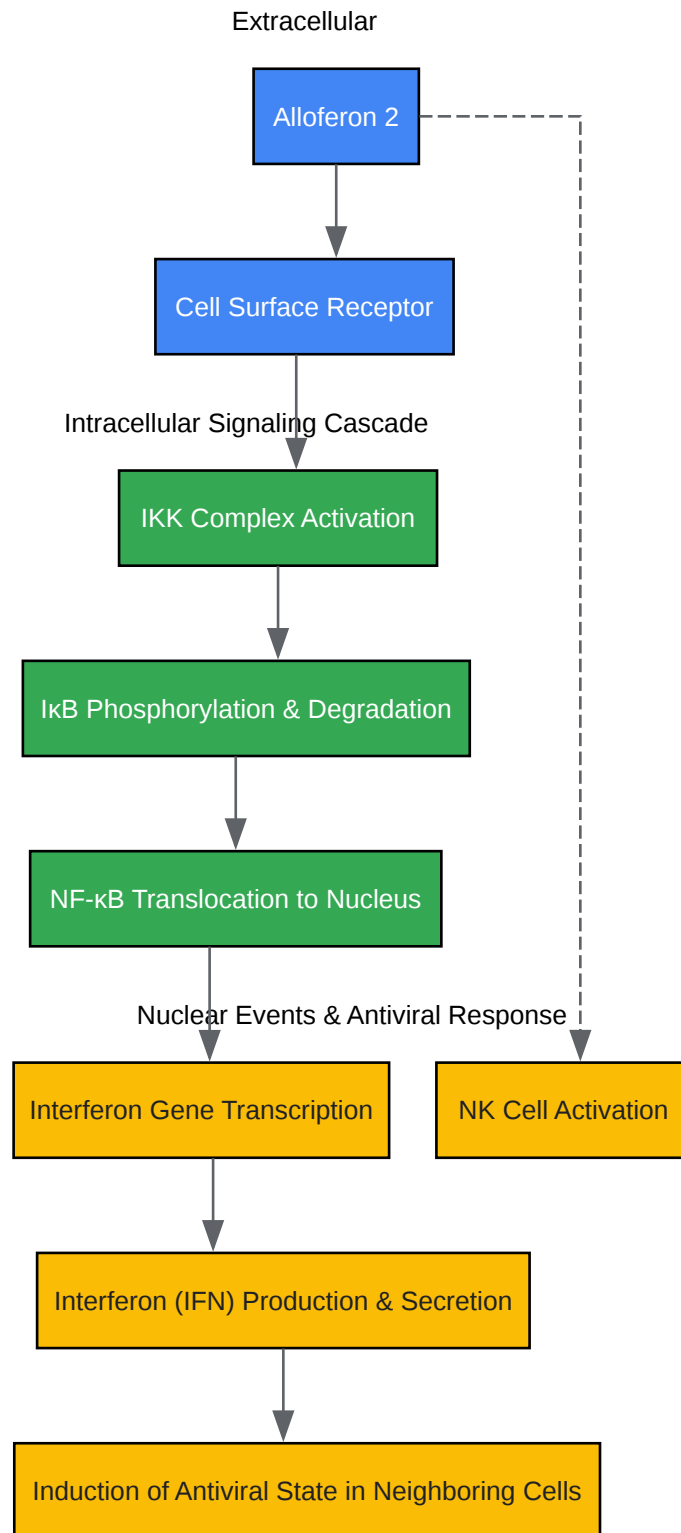 Extracellular
Alloferon 2
Cell Surface Receptor
Intracellular Signaling Cascade
IKK Complex Activation
IκB Phosphorylation & Degradation
NF-κB Translocation to Nucleus
Nuclear Events & Antiviral Response
Interferon Gene Transcription
NK Cell Activation
Interferon (IFN) Production & Secretion
Induction of Antiviral State in Neighboring Cells